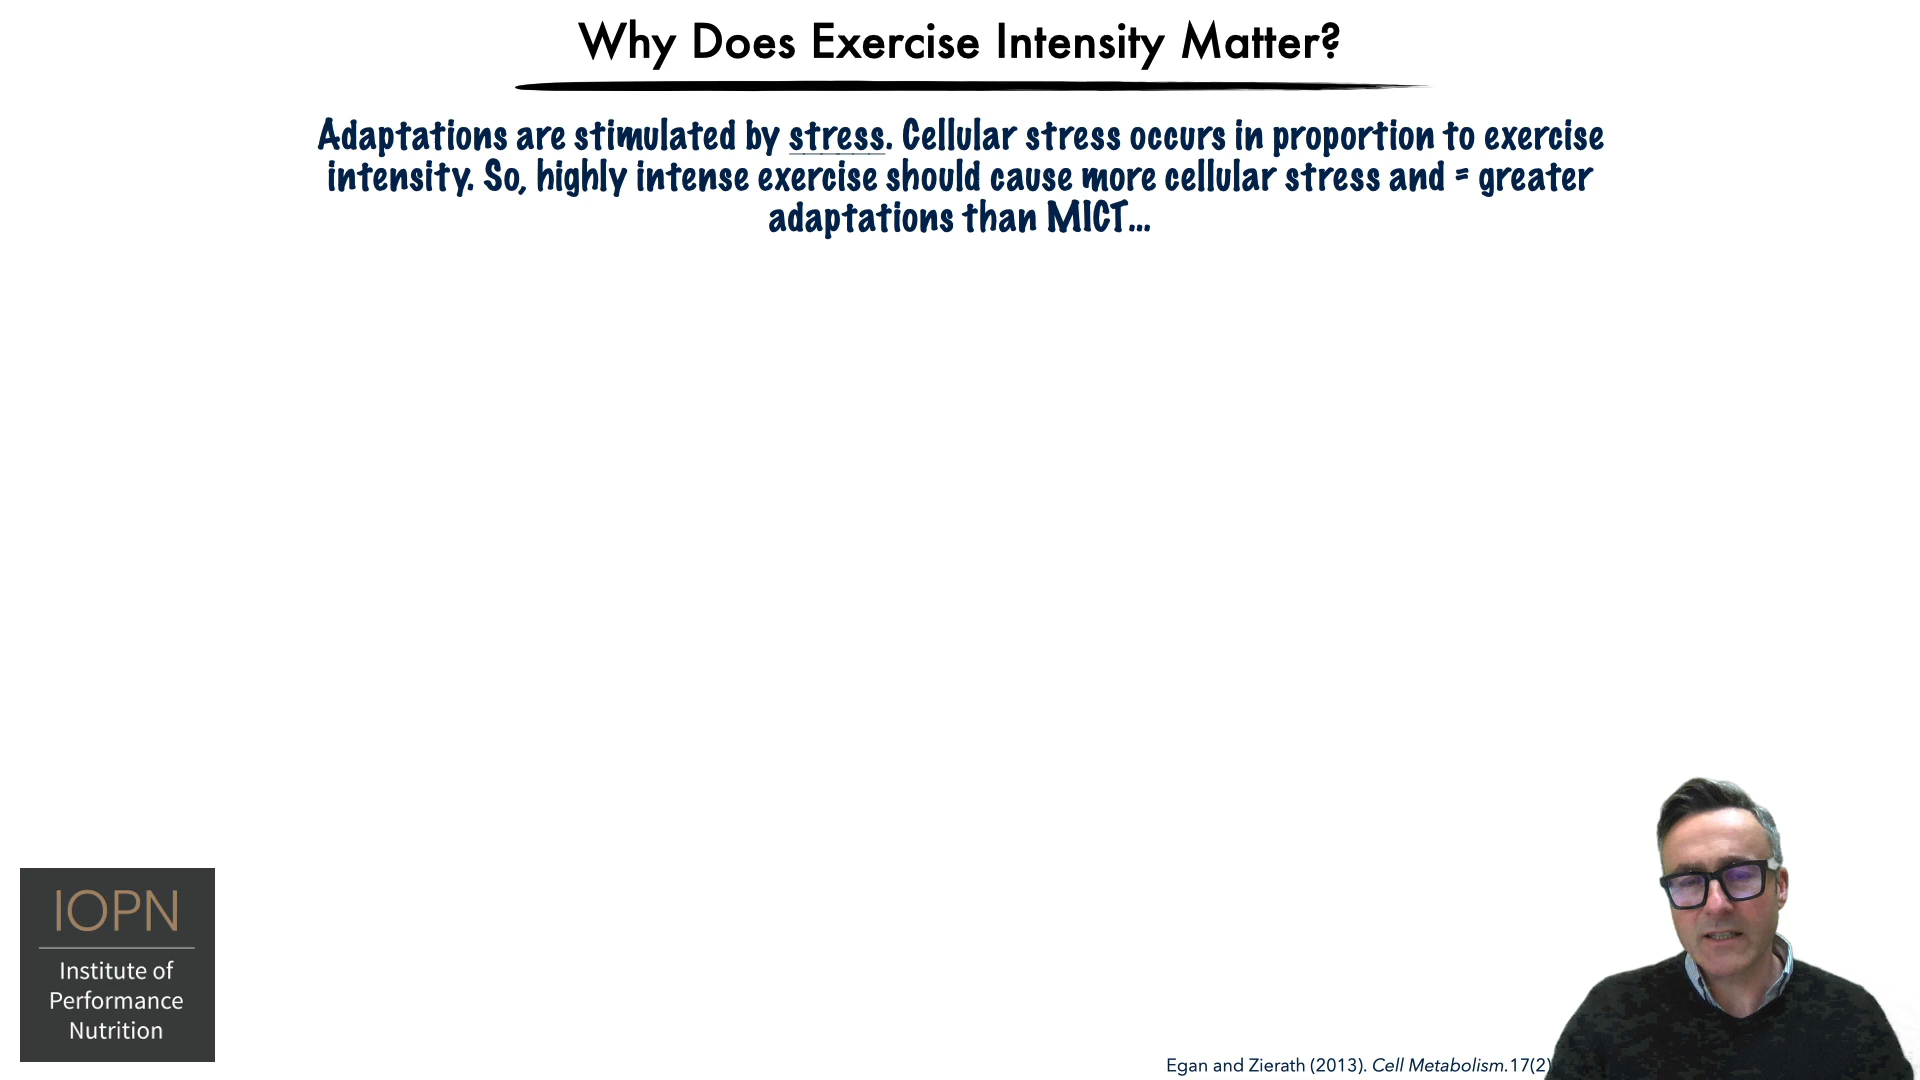 Why Does Exercise Intensity Matter?
Adaptations are stimulated by stress. Cellular stress occurs in proportion to exercise
intensity. So, highly intense exercise should cause more cellular stress and = greater
adaptations than MICT...
IOPN
Institute of
Performance
Nutrition
Egan and Zierath (2013). Cell Metabolism.17(2)